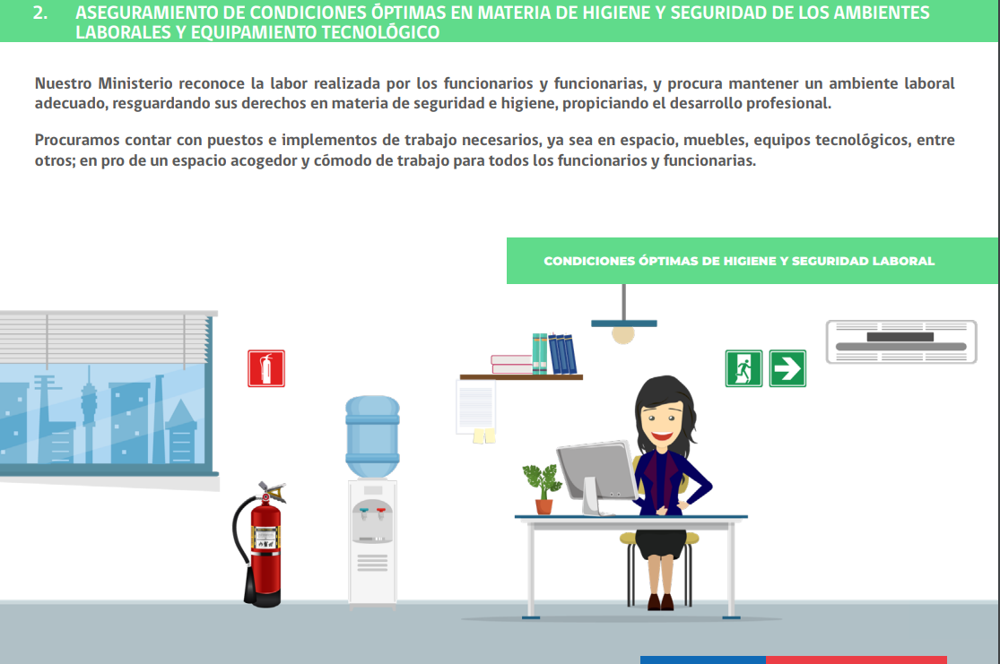 2. ASEGURAMIENTO DE CONDICIONES ÓPTIMAS EN MATERIA DE HIGIENE Y SEGURIDAD DE LOS AMBIENTES
LABORALES Y EQUIPAMIENTO TECNOLÓGICO
Nuestro Ministerio reconoce la labor realizada por los funcionarios y funcionarias, y procura mantener un ambiente laboral
adecuado, resguardando sus derechos en materia de seguridad e higiene, propiciando el desarrollo profesional.
Procuramos contar con puestos e implementos de trabajo necesarios, ya sea en espacio, muebles, equipos tecnológicos, entre
otros; en pro de un espacio acogedor y cómodo de trabajo para todos los funcionarios y funcionarias.
CONDICIONES ÓPTIMAS DE HIGIENE Y SEGURIDAD LABORAL